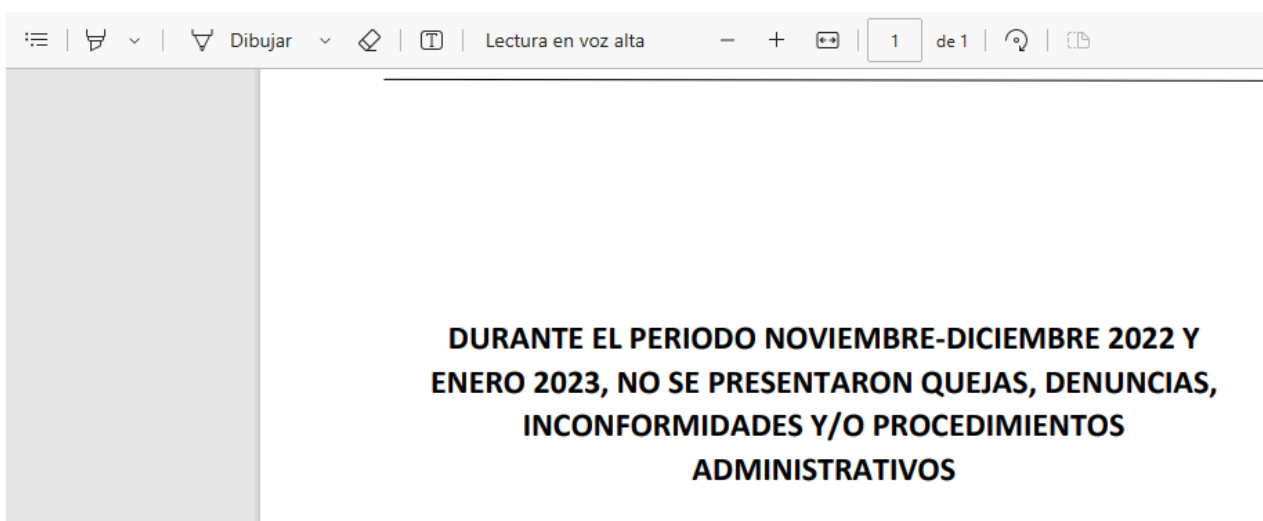 Dibujar
Lectura en voz alta
1 de 1
DURANTE EL PERIODO NOVIEMBRE-DICIEMBRE 2022 Y
ENERO 2023, NO SE PRESENTARON QUEJAS, DENUNCIAS,
INCONFORMIDADES Y/O PROCEDIMIENTOS
ADMINISTRATIVOS